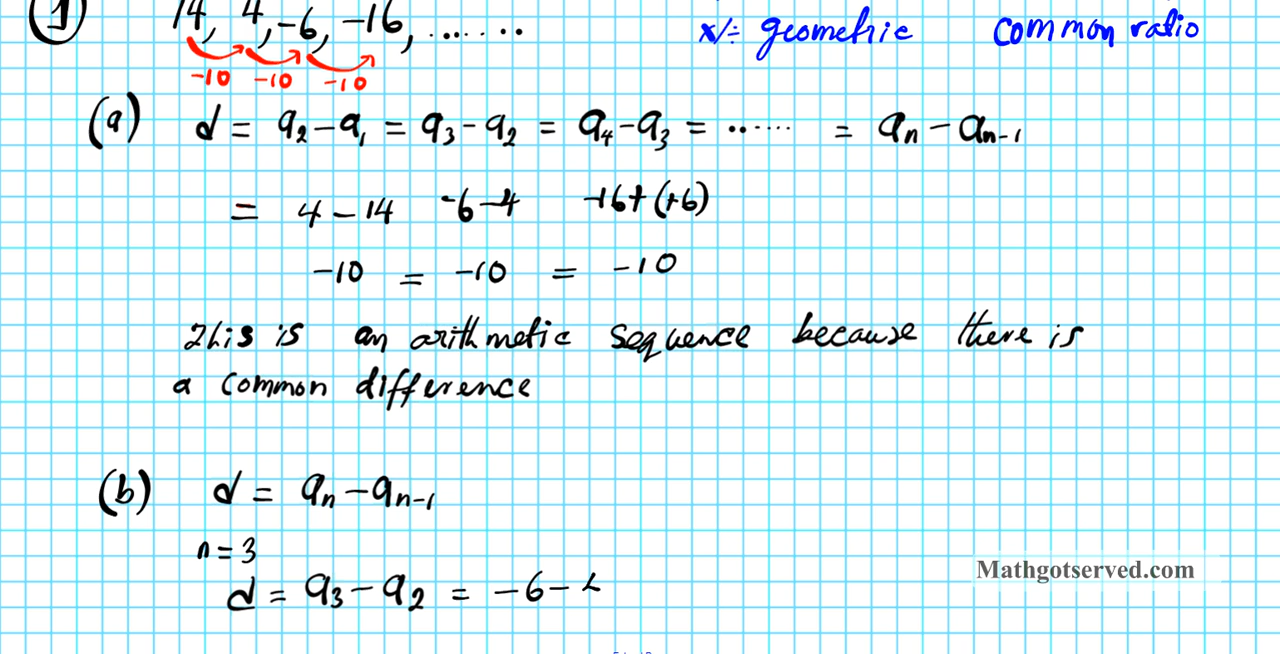 1 14, 4, -6, -16, ......
x/÷ geometric common ratio
-10 -10 -10
(a) d = a₂ - a₁ = a₃ - a₂ = a₄ - a₃ = ...... = aₙ - aₙ₋₁
= 4 - 14 -6-4 -16+(+6)
-10 = -10 = -10
This is an arithmetic sequence because there is
a common difference
(b) d = aₙ - aₙ₋₁
n = 3
Mathgotserved.com
d = a₃ - a₂ = -6 -